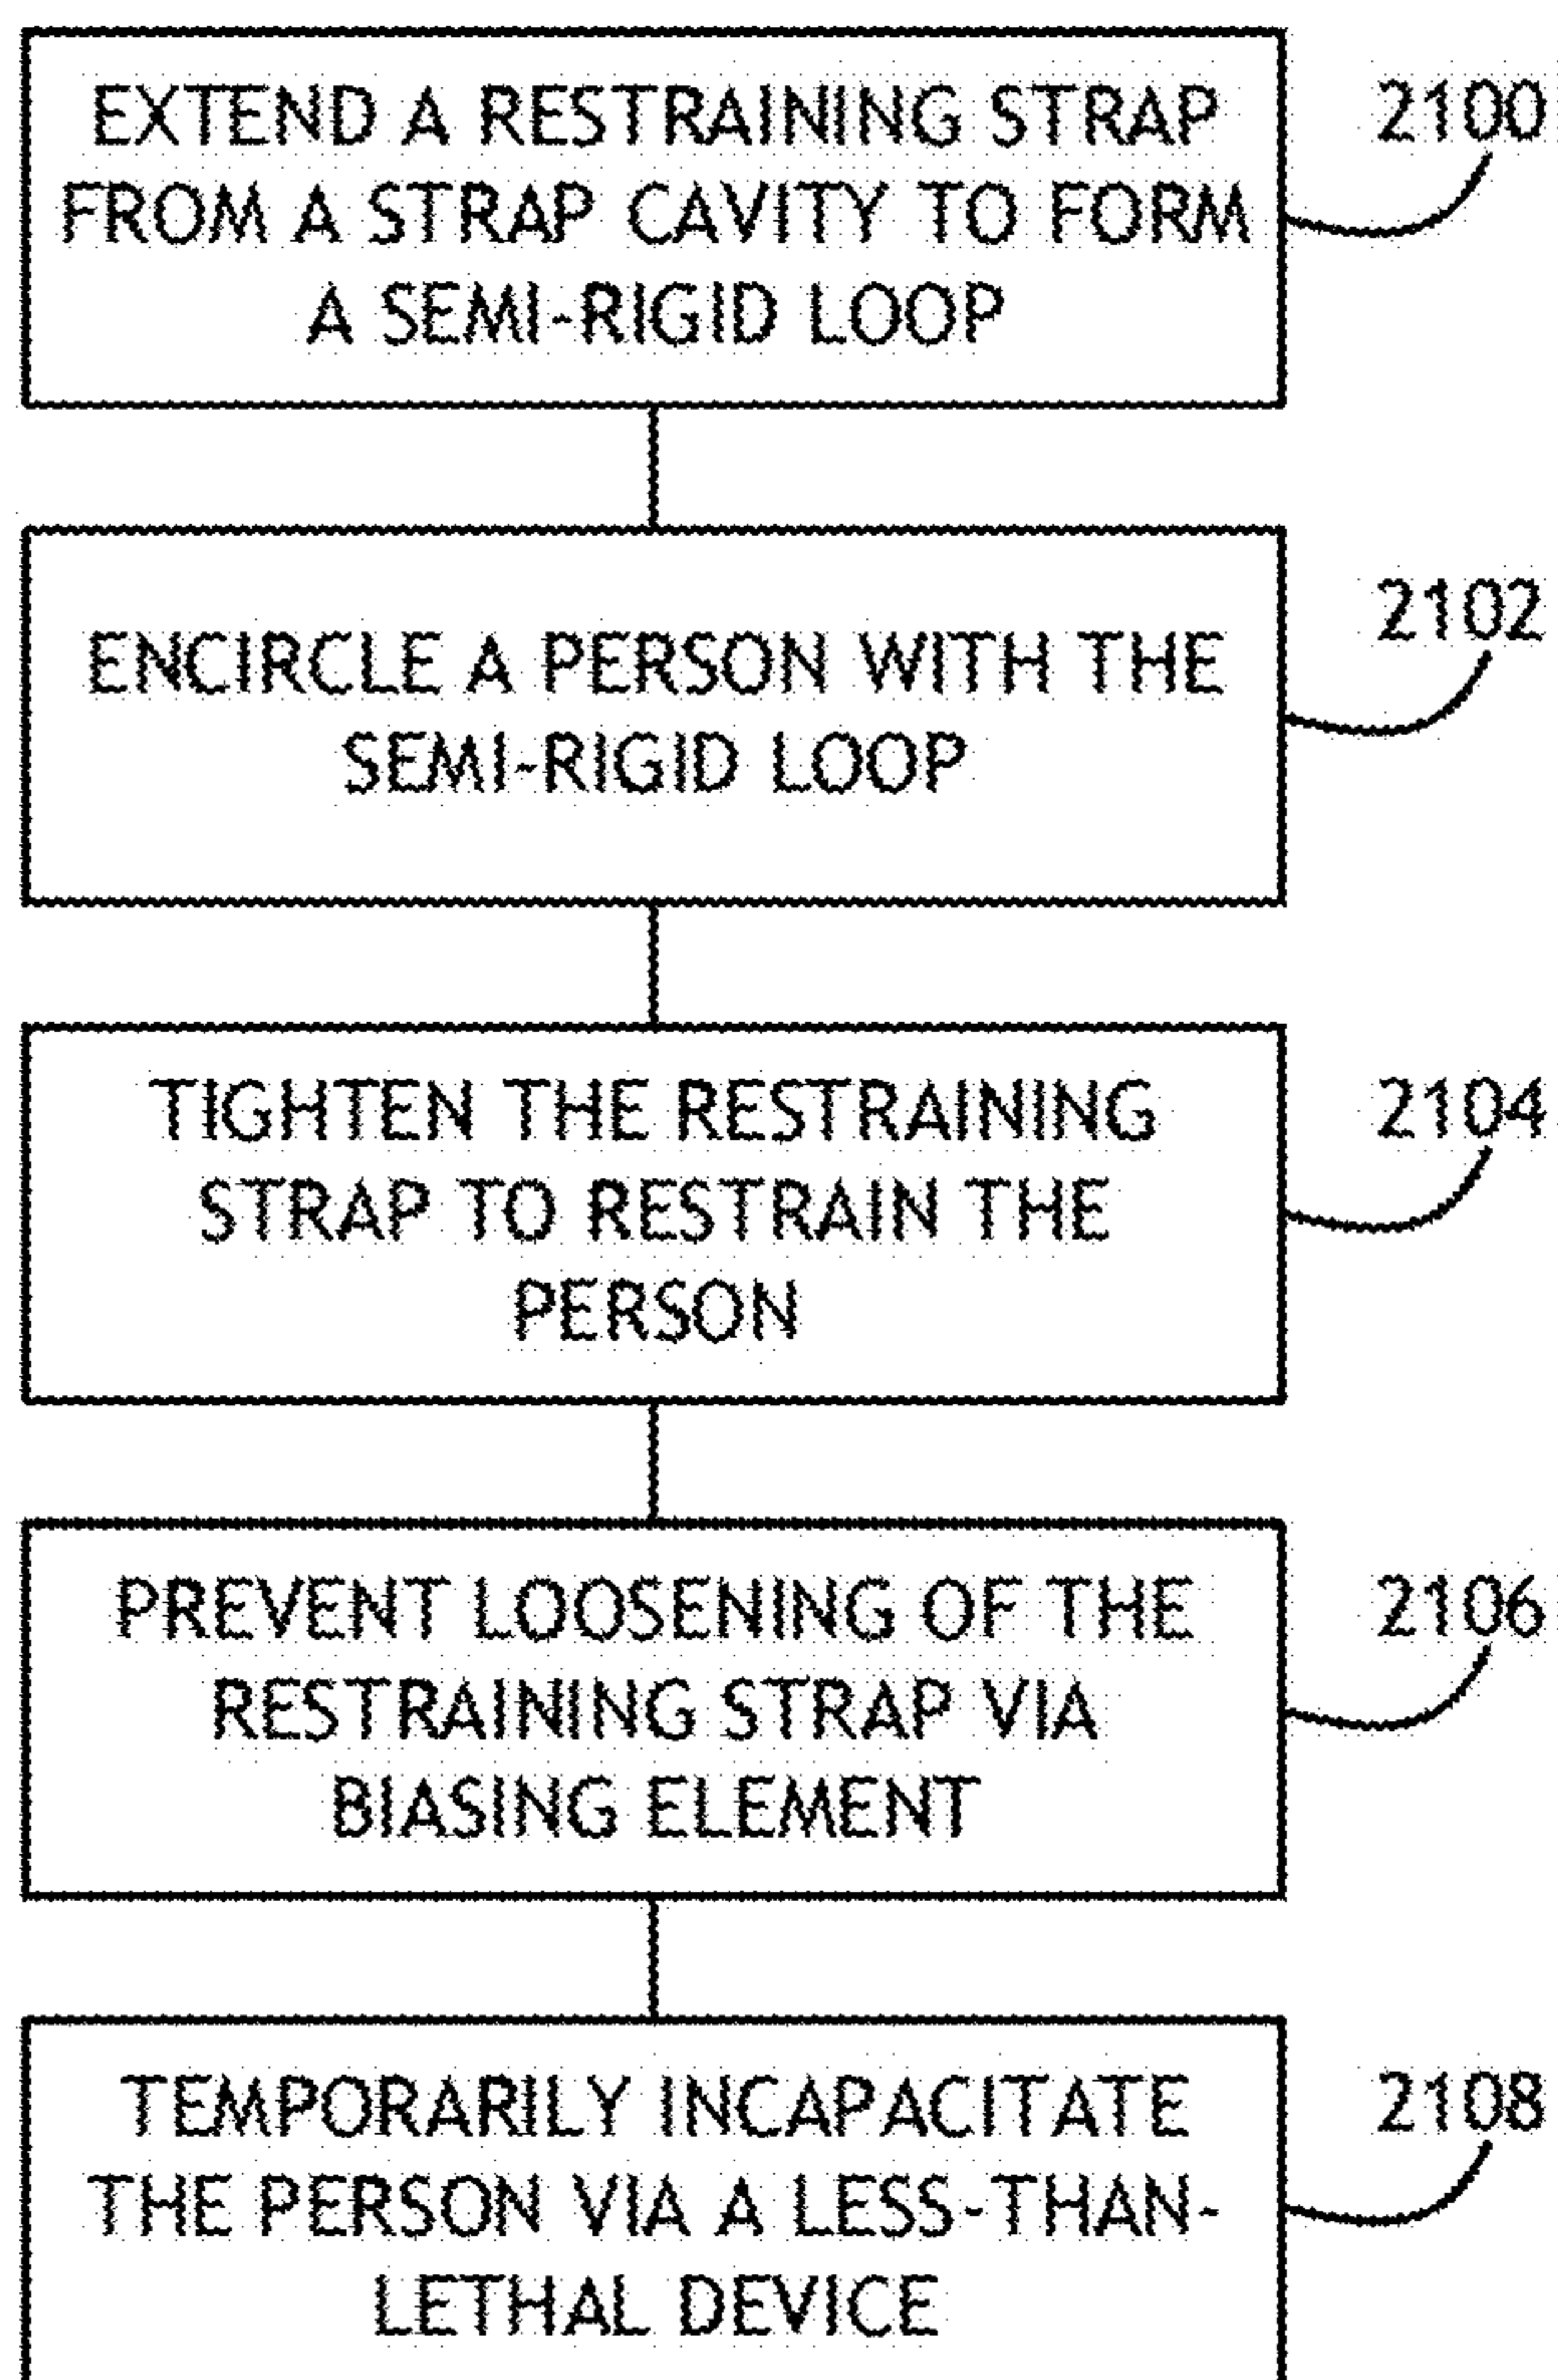 EXTEND A RESTRAINING STRAP
FROM A STRAP CAVITY TO FORM
A SEMI-RIGID LOOP
2100
ENCIRCLE A PERSON WITH THE
SEMI-RIGID LOOP
2102
TIGHTEN THE RESTRAINING
STRAP TO RESTRAIN THE
PERSON
2104
PREVENT LOOSENING OF THE
RESTRAINING STRAP VIA
BIASING ELEMENT
2106
TEMPORARILY INCAPACITATE
THE PERSON VIA A LESS-THAN-
LETHAL DEVICE
2108